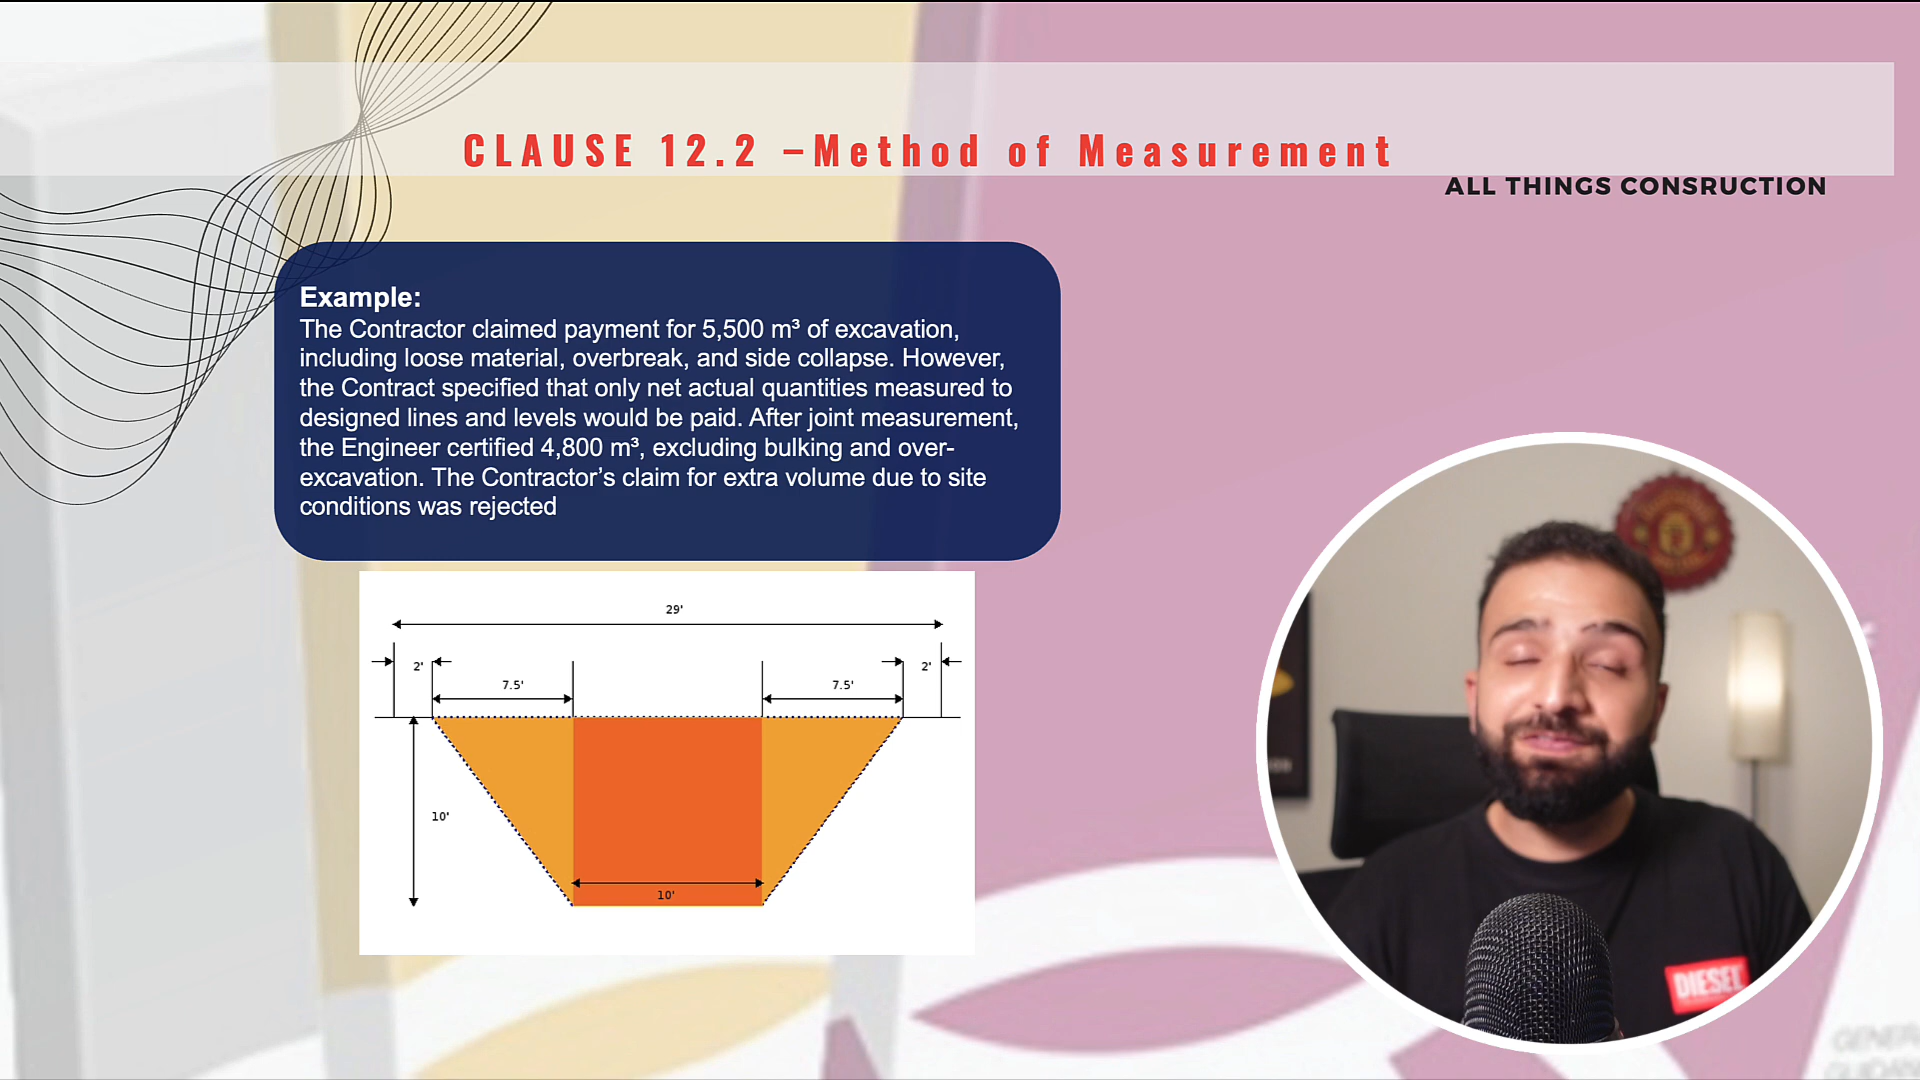 CLAUSE 12.2 –Method of Measurement
ALL THINGS CONSRUCTION
Example:
The Contractor claimed payment for 5,500 m³ of excavation,
including loose material, overbreak, and side collapse. However,
the Contract specified that only net actual quantities measured to
designed lines and levels would be paid. After joint measurement,
the Engineer certified 4,800 m³, excluding bulking and over-
excavation. The Contractor’s claim for extra volume due to site
conditions was rejected
29'
2'
2'
7.5'
7.5'
10'
10'
DIESEL